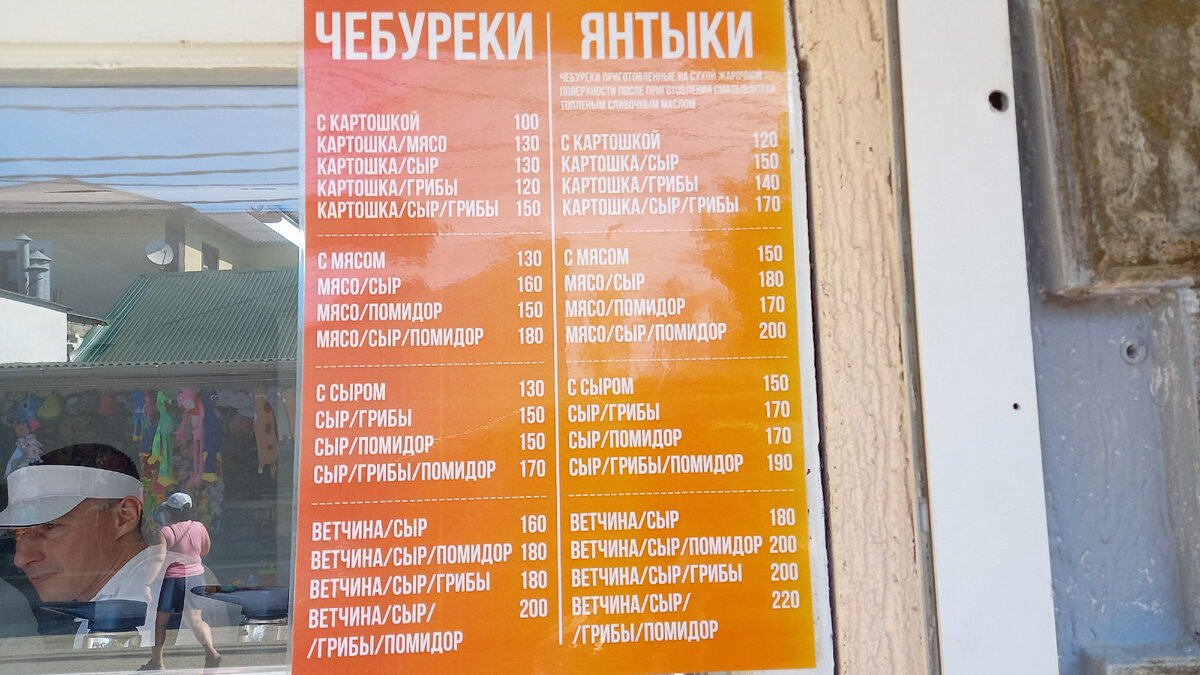 ЧЕБУРЕКИ
С КАРТОШКОЙ 100
КАРТОШКА/МЯСО 130
КАРТОШКА/СЫР 130
КАРТОШКА/ГРИБЫ 120
КАРТОШКА/СЫР/ГРИБЫ 150
С МЯСОМ 130
МЯСО/СЫР 160
МЯСО/ПОМИДОР 150
МЯСО/СЫР/ПОМИДОР 180
С СЫРОМ 130
СЫР/ГРИБЫ 150
СЫР/ПОМИДОР 150
СЫР/ГРИБЫ/ПОМИДОР 170
ВЕТЧИНА/СЫР 160
ВЕТЧИНА/СЫР/ПОМИДОР 180
ВЕТЧИНА/СЫР/ГРИБЫ 180
ВЕТЧИНА/СЫР/ 200
/ГРИБЫ/ПОМИДОР
ЯНТЫКИ
ЧЕБУРЕКИ ПРИГОТОВЛЕННЫЕ НА СУХОЙ ЖАРОЧНОЙ
ПОВЕРХНОСТИ ПОСЛЕ ПРИГОТОВЛЕНИЯ СМАЗЫВАЮТСЯ
ТОПЛЕНЫМ СЛИВОЧНЫМ МАСЛОМ
С КАРТОШКОЙ 120
КАРТОШКА/СЫР 150
КАРТОШКА/ГРИБЫ 140
КАРТОШКА/СЫР/ГРИБЫ 170
С МЯСОМ 150
МЯСО/СЫР 180
МЯСО/ПОМИДОР 170
МЯСО/СЫР/ПОМИДОР 200
С СЫРОМ 150
СЫР/ГРИБЫ 170
СЫР/ПОМИДОР 170
СЫР/ГРИБЫ/ПОМИДОР 190
ВЕТЧИНА/СЫР 180
ВЕТЧИНА/СЫР/ПОМИДОР 200
ВЕТЧИНА/СЫР/ГРИБЫ 200
ВЕТЧИНА/СЫР/ 220
/ГРИБЫ/ПОМИДОР